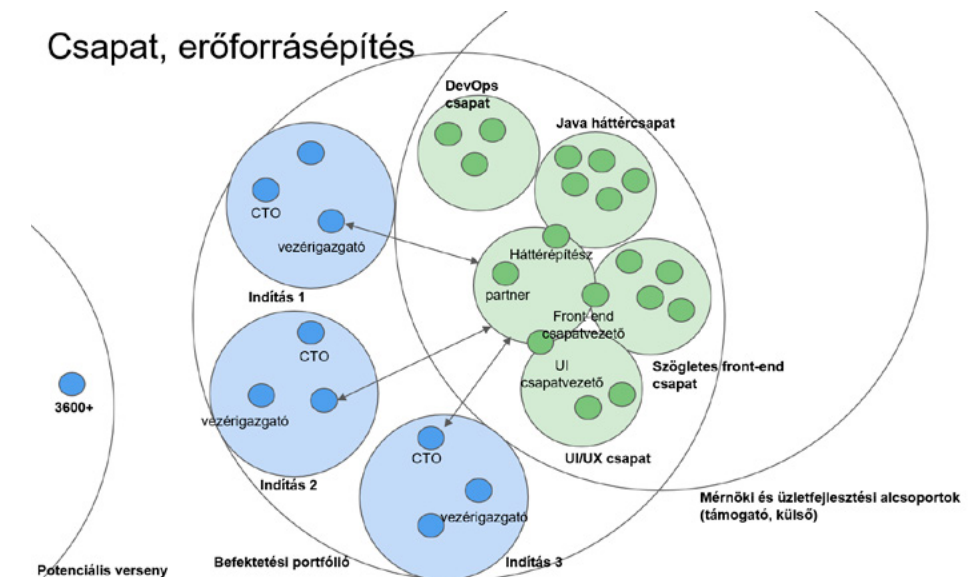 Csapat, erőforrásépítés
DevOps
csapat
Java háttércsapat
CTO
vezérigazgató
Háttérépítész
partner
Indítás 1
Front-end
csapatvezető
CTO
UI
csapatvezető
Szögletes front-end
csapat
3600+
vezérigazgató
CTO
UI/UX csapat
Indítás 2
Mérnöki és üzletfejlesztési alcsoportok
(támogató, külső)
vezérigazgató
Potenciális verseny
Befektetési portfólió
Indítás 3